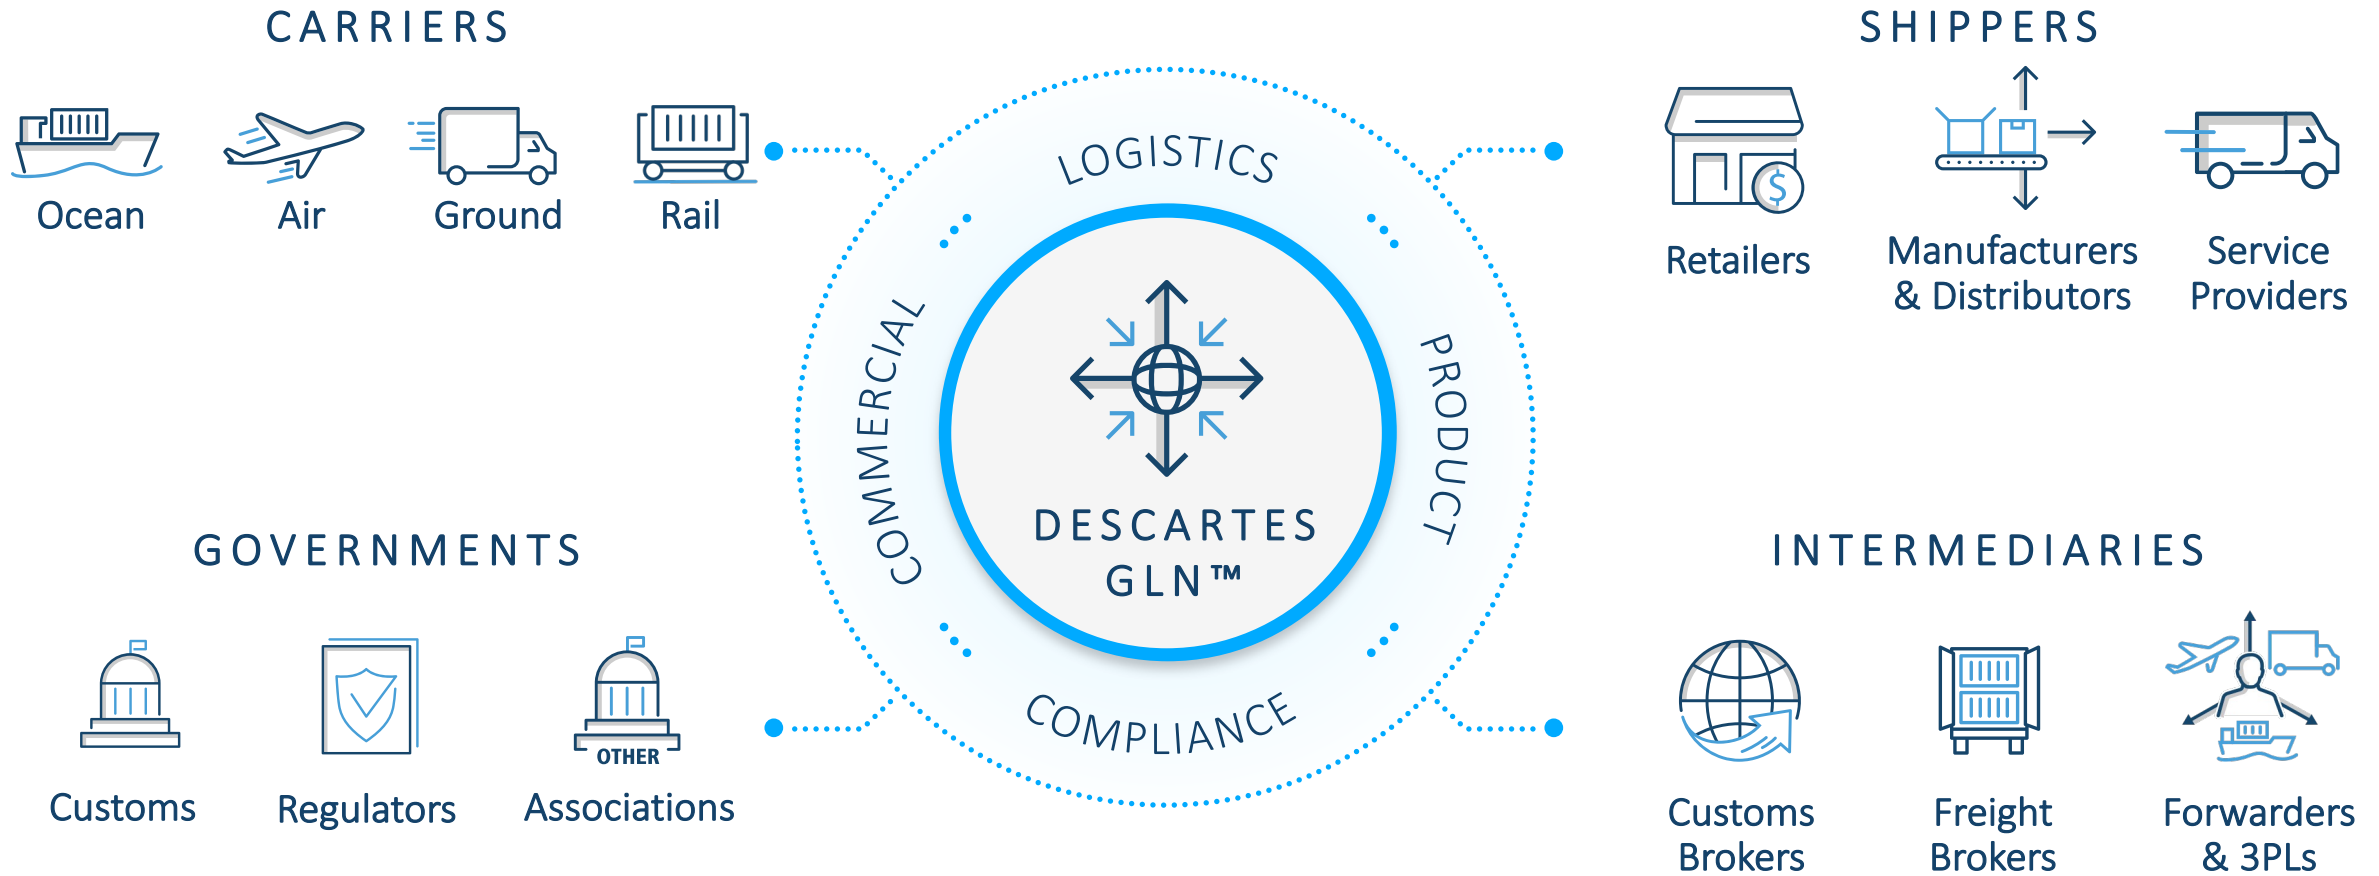 CARRIERS
Ocean
Air
Ground
Rail
SHIPPERS
Retailers
Manufacturers
& Distributors
Service
Providers
LOGISTICS
COMMERCIAL
PRODUCT
COMPLIANCE
DESCARTES
GLN™
$
GOVERNMENTS
Customs
Regulators
OTHER
Associations
INTERMEDIARIES
Customs
Brokers
Freight
Brokers
Forwarders
& 3PLs